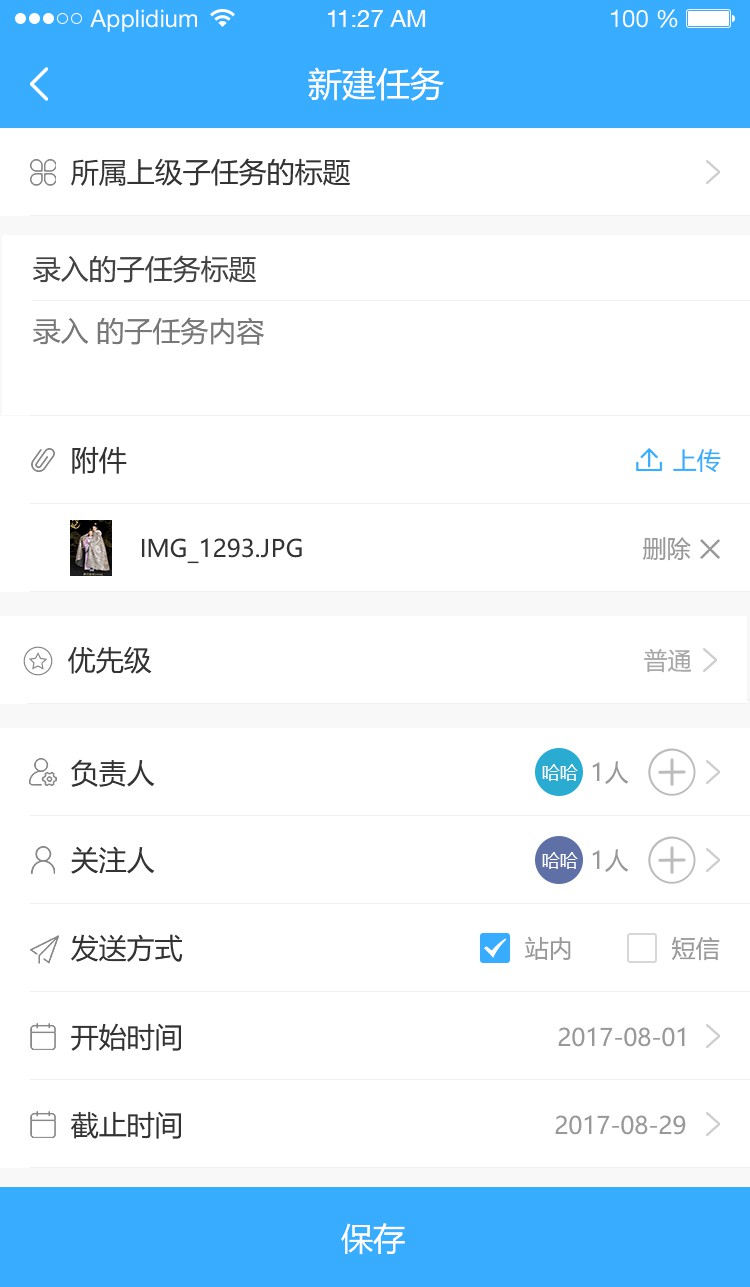 Applidium 11:27 AM 100 %
新建任务
所属上级子任务的标题
录入的子任务标题
录入 的子任务内容
附件 上传
IMG_1293.JPG 删除
优先级 普通
负责人 哈哈 1人
关注人 哈哈 1人
发送方式 站内 短信
开始时间 2017-08-01
截止时间 2017-08-29
保存